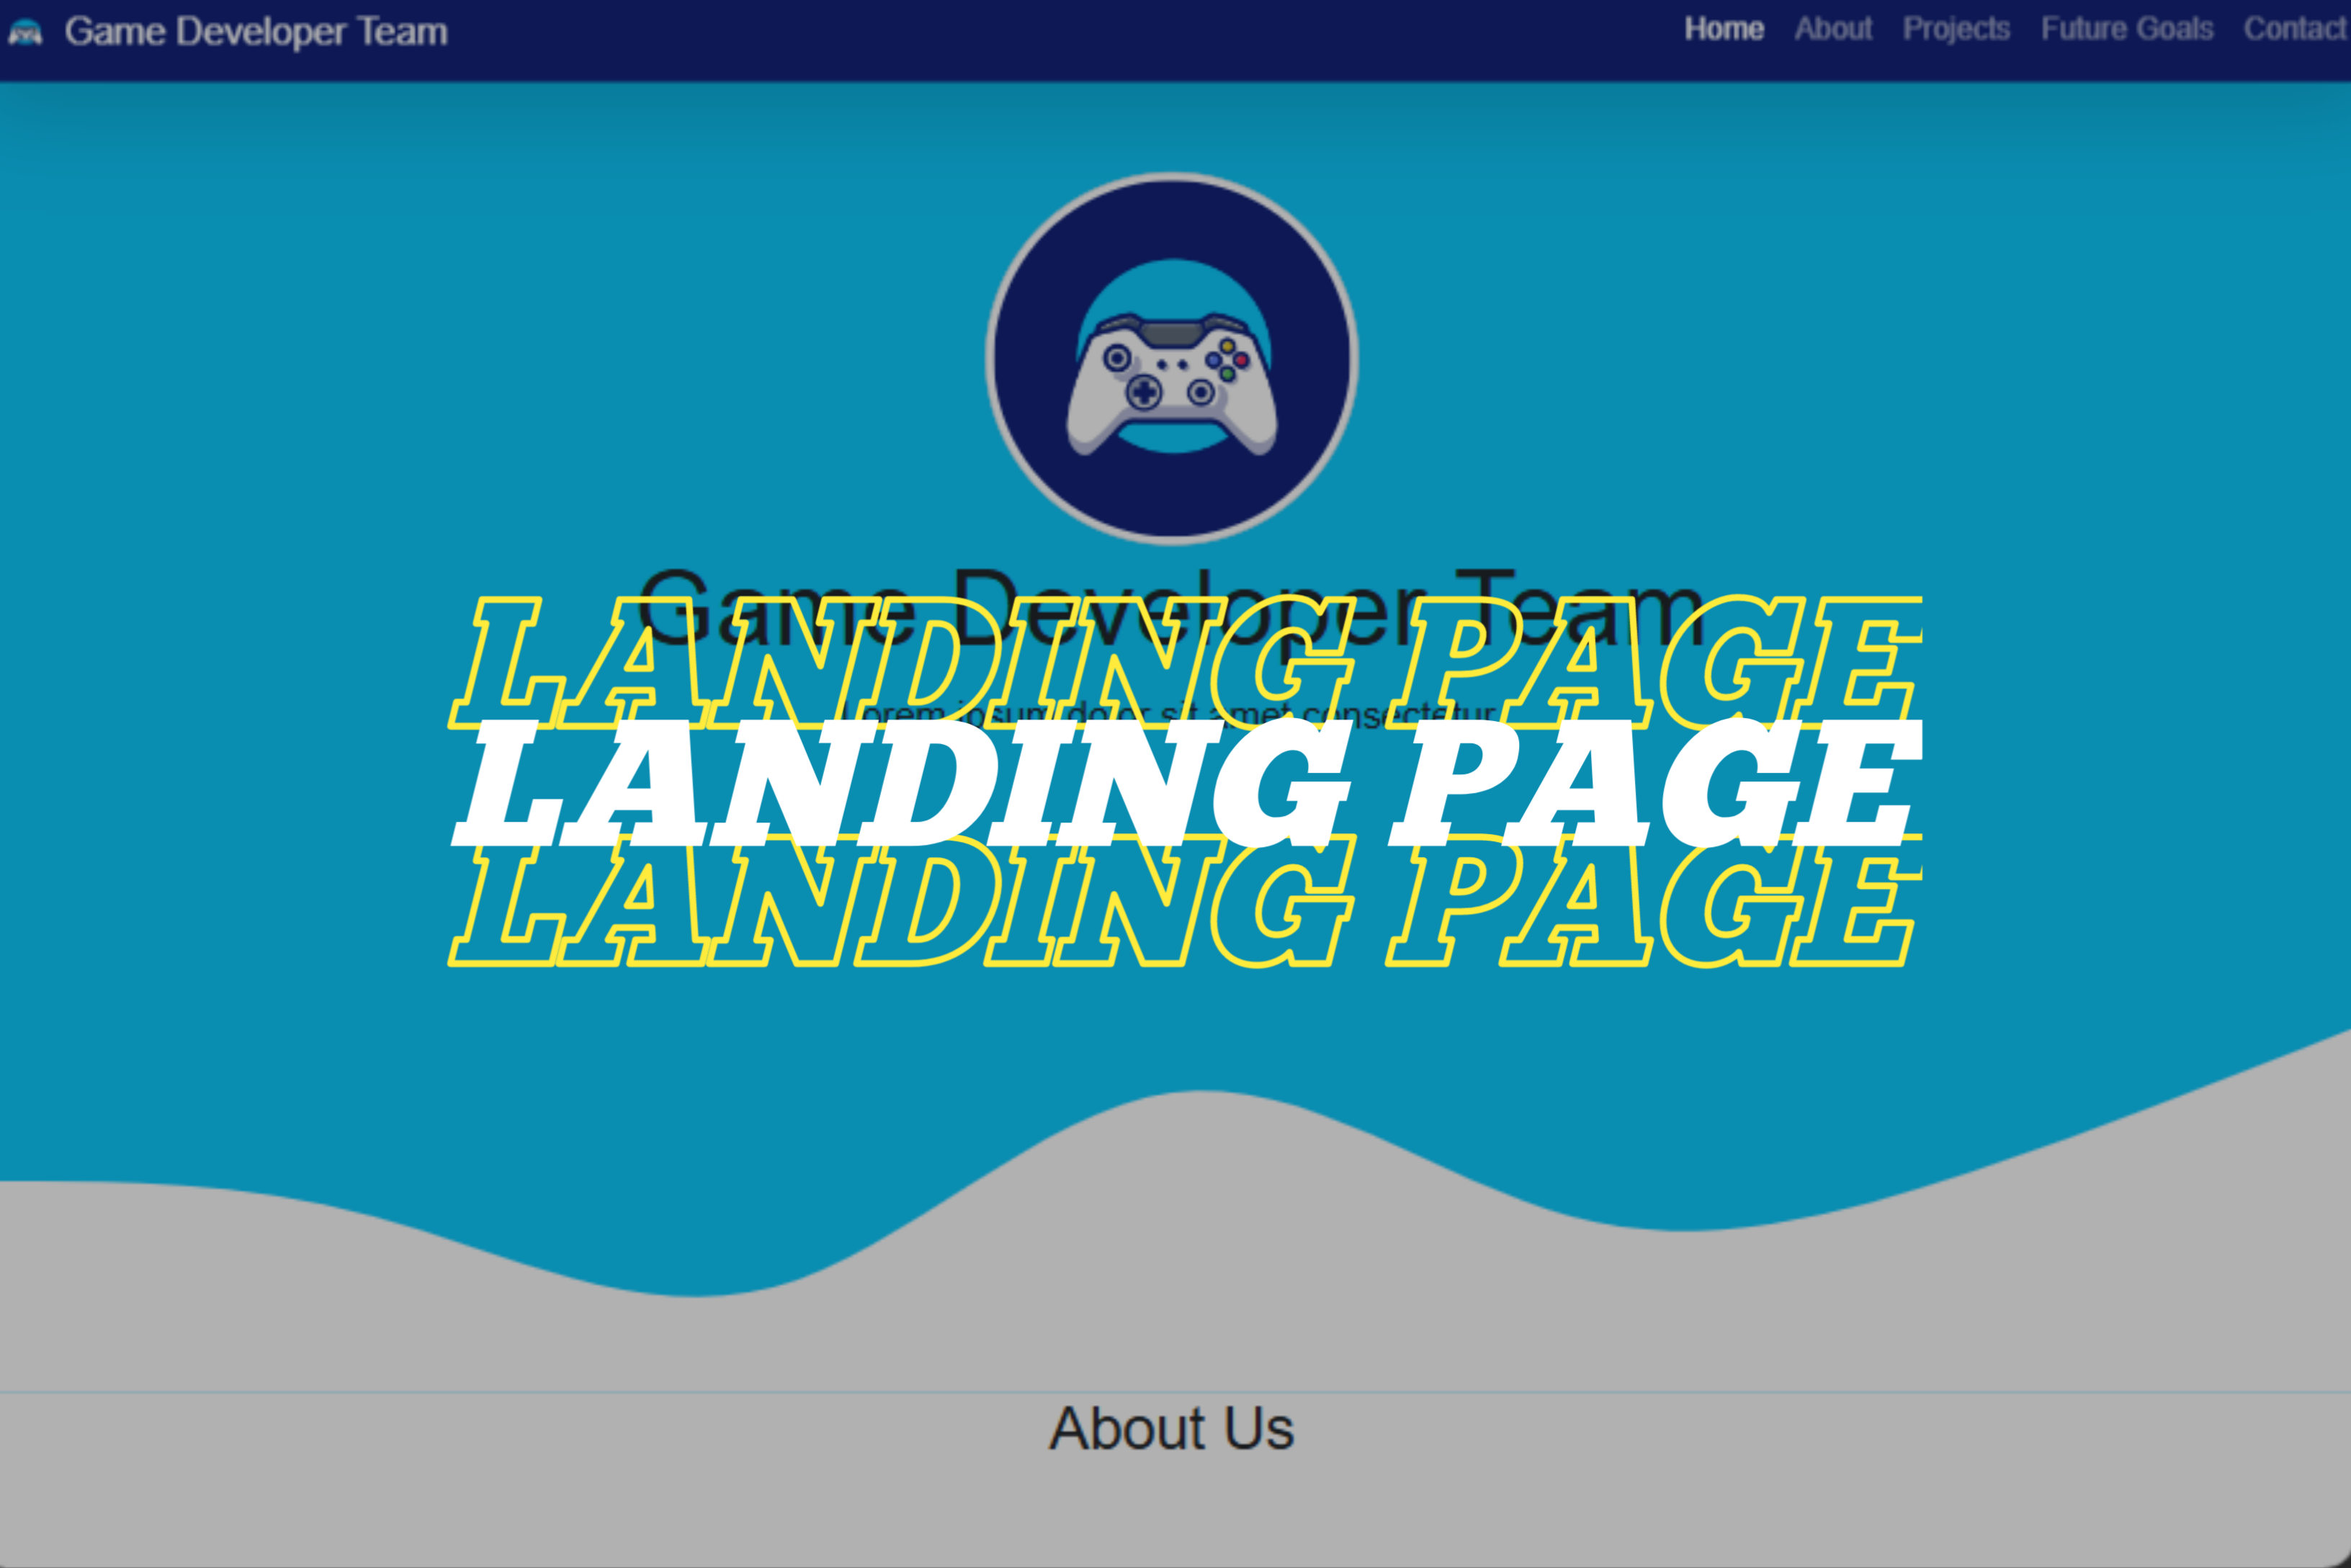 Game Developer Team
Home About Projects Future Goals Contact
Game Developer Team
LANDING PAGE
Lorem ipsum dolor sit amet consectetur
LANDING PAGE
LANDING PAGE
About Us